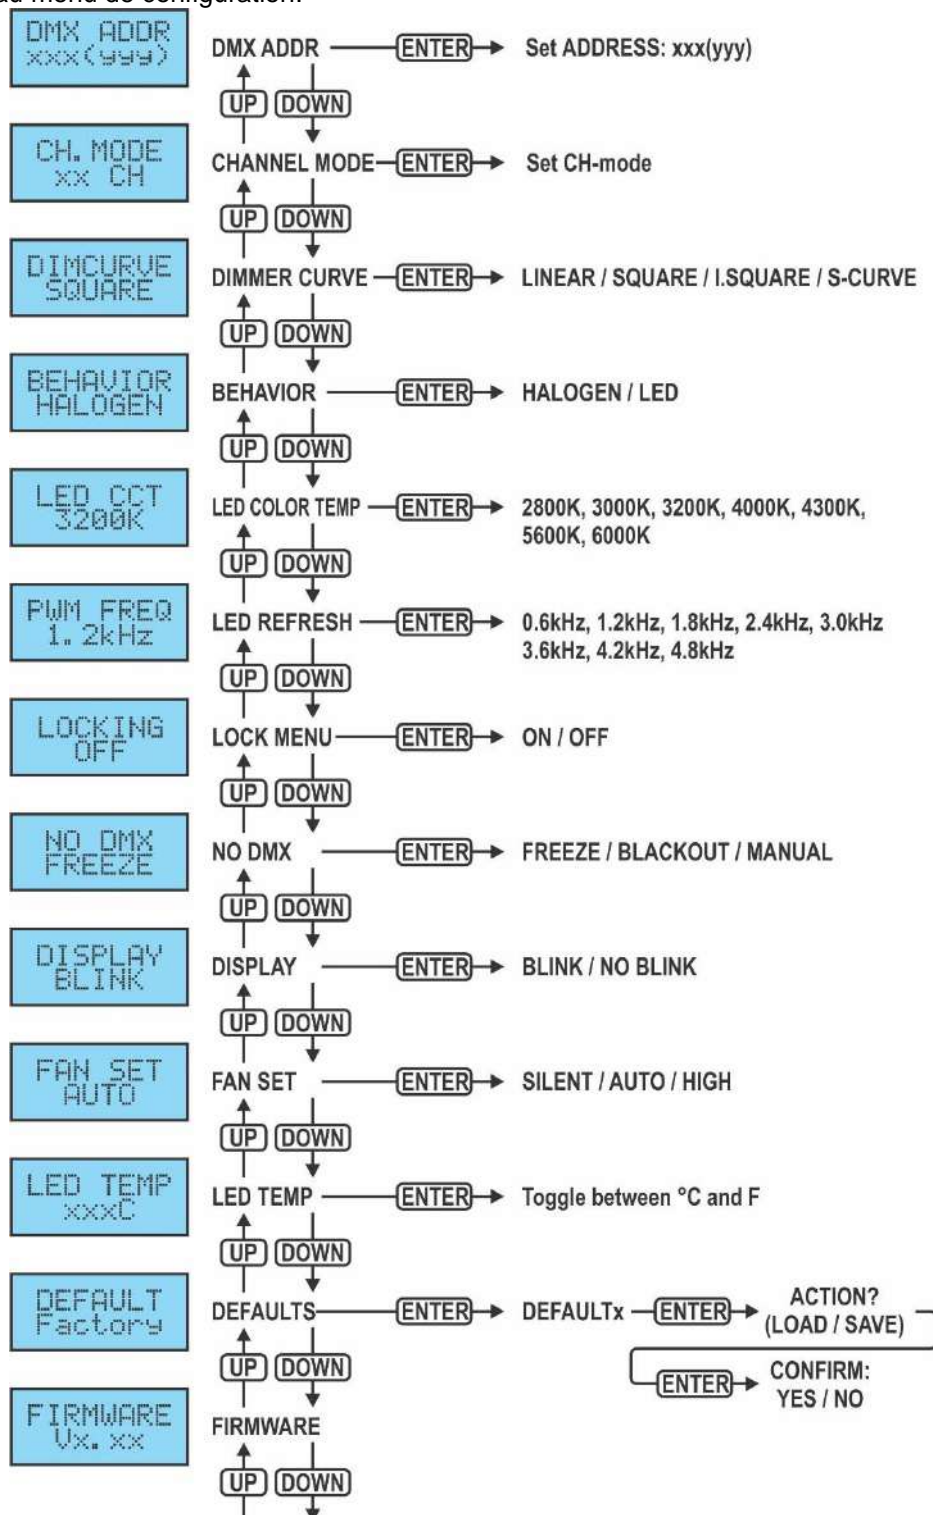 au menu de configuration.
DMX ADDR
xxx(yyy)
DMX ADDR ENTER Set ADDRESS: xxx(yyy)
UP DOWN
CH. MODE
xx CH
CHANNEL MODE ENTER Set CH-mode
UP DOWN
DIMCURVE
SQUARE
DIMMER CURVE ENTER LINEAR / SQUARE / I.SQUARE / S-CURVE
UP DOWN
BEHAVIOR
HALOGEN
BEHAVIOR ENTER HALOGEN / LED
UP DOWN
LED CCT
3200K
LED COLOR TEMP ENTER 2800K, 3000K, 3200K, 4000K, 4300K,
5600K, 6000K
UP DOWN
PWM FREQ
1.2kHz
LED REFRESH ENTER 0.6kHz, 1.2kHz, 1.8kHz, 2.4kHz, 3.0kHz
3.6kHz, 4.2kHz, 4.8kHz
UP DOWN
LOCKING
OFF
LOCK MENU ENTER ON / OFF
UP DOWN
NO DMX
FREEZE
NO DMX ENTER FREEZE / BLACKOUT / MANUAL
UP DOWN
DISPLAY
BLINK
DISPLAY ENTER BLINK / NO BLINK
UP DOWN
FAN SET
AUTO
FAN SET ENTER SILENT / AUTO / HIGH
UP DOWN
LED TEMP
xxxC
LED TEMP ENTER Toggle between °C and F
UP DOWN
DEFAULT
Factory
DEFAULTS ENTER DEFAULTx ENTER ACTION?
(LOAD / SAVE)
UP DOWN
ENTER CONFIRM:
YES / NO
FIRMWARE
Vx.xx
FIRMWARE
UP DOWN